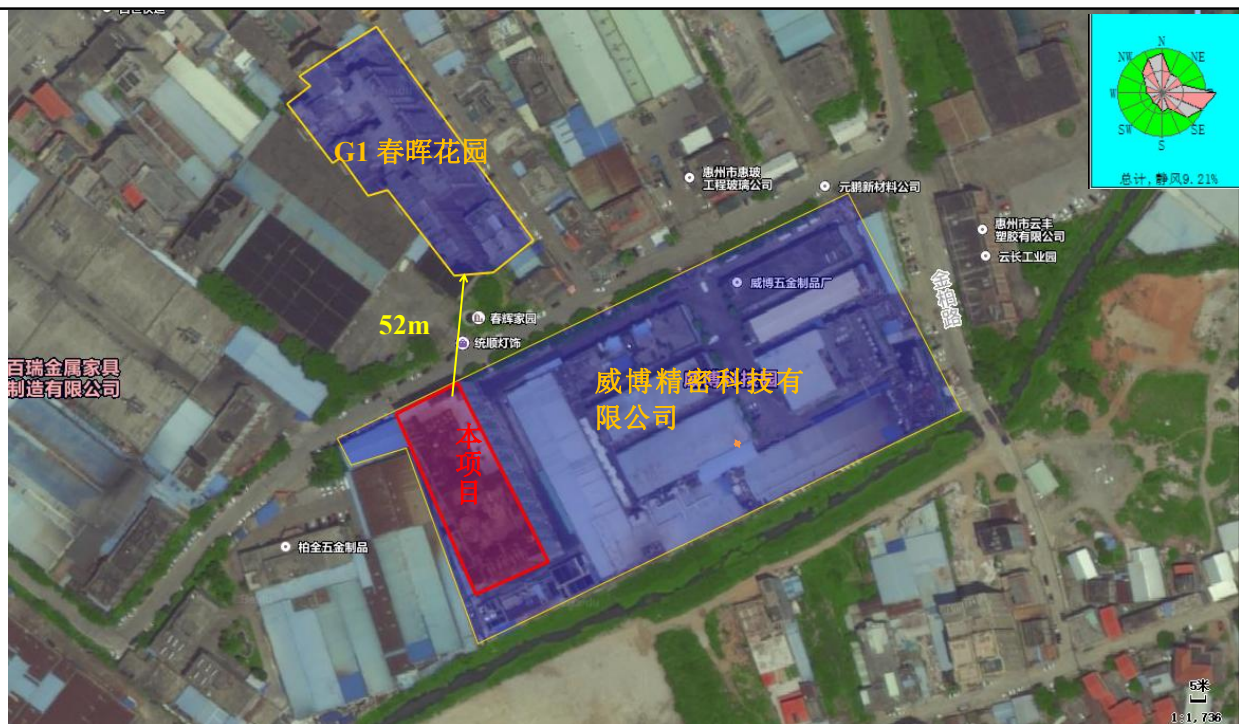 N
NW
NE
W
SW
SE
S
总计,静风9.21%
G1 春晖花园
惠州市惠玻
工程玻璃公司
元鹏新材料公司
惠州市云丰
塑胶有限公司
云长工业园
威博五金制品厂
金榜路
52m
春辉家园
统顺灯饰
百瑞金属家具
制造有限公司
威博精密科技有
限公司
本项目
柏全五金制品
5米
1:1,736